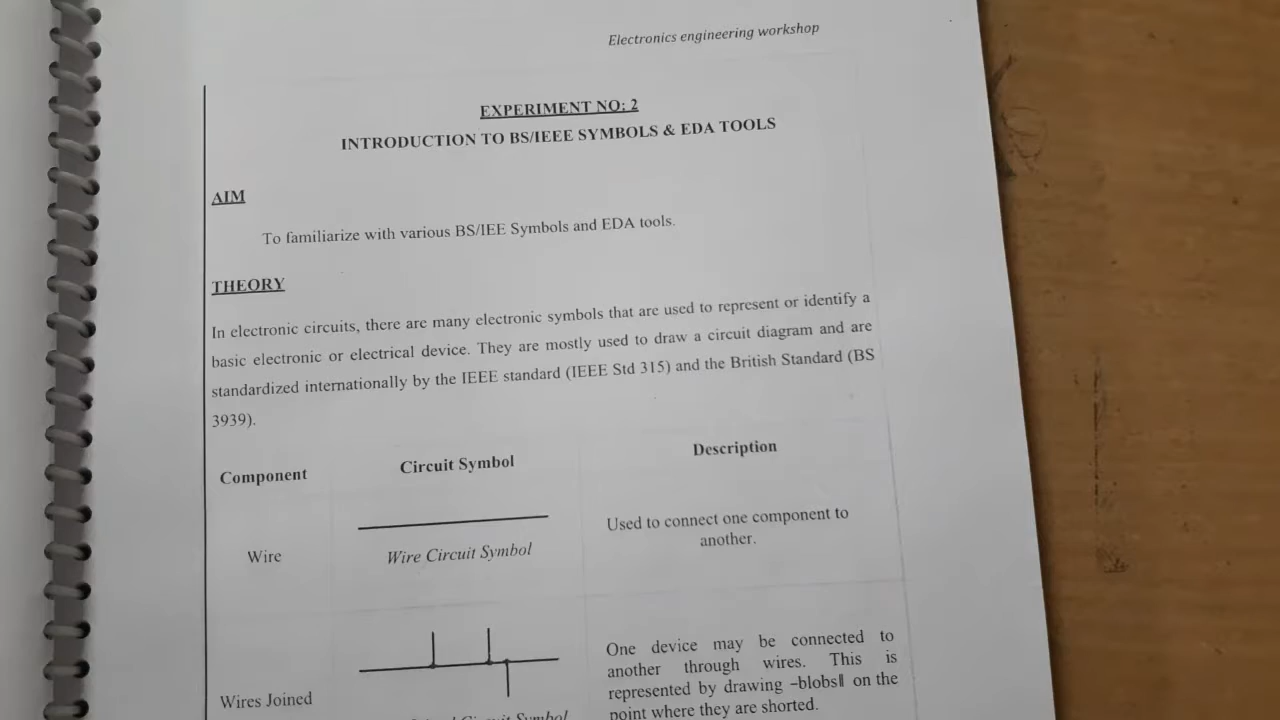 Electronics engineering workshop
EXPERIMENT NO: 2
INTRODUCTION TO BS/IEEE SYMBOLS & EDA TOOLS
AIM
To familiarize with various BS/IEE Symbols and EDA tools.
THEORY
In electronic circuits, there are many electronic symbols that are used to represent or identify a
basic electronic or electrical device. They are mostly used to draw a circuit diagram and are
standardized internationally by the IEEE standard (IEEE Std 315) and the British Standard (BS
3939).
Component
Circuit Symbol
Description
Wire
Wire Circuit Symbol
Used to connect one component to
another.
Wires Joined
Circuit Symbol
One device may be connected to
another through wires. This is
represented by drawing –blobs‖ on the
point where they are shorted.